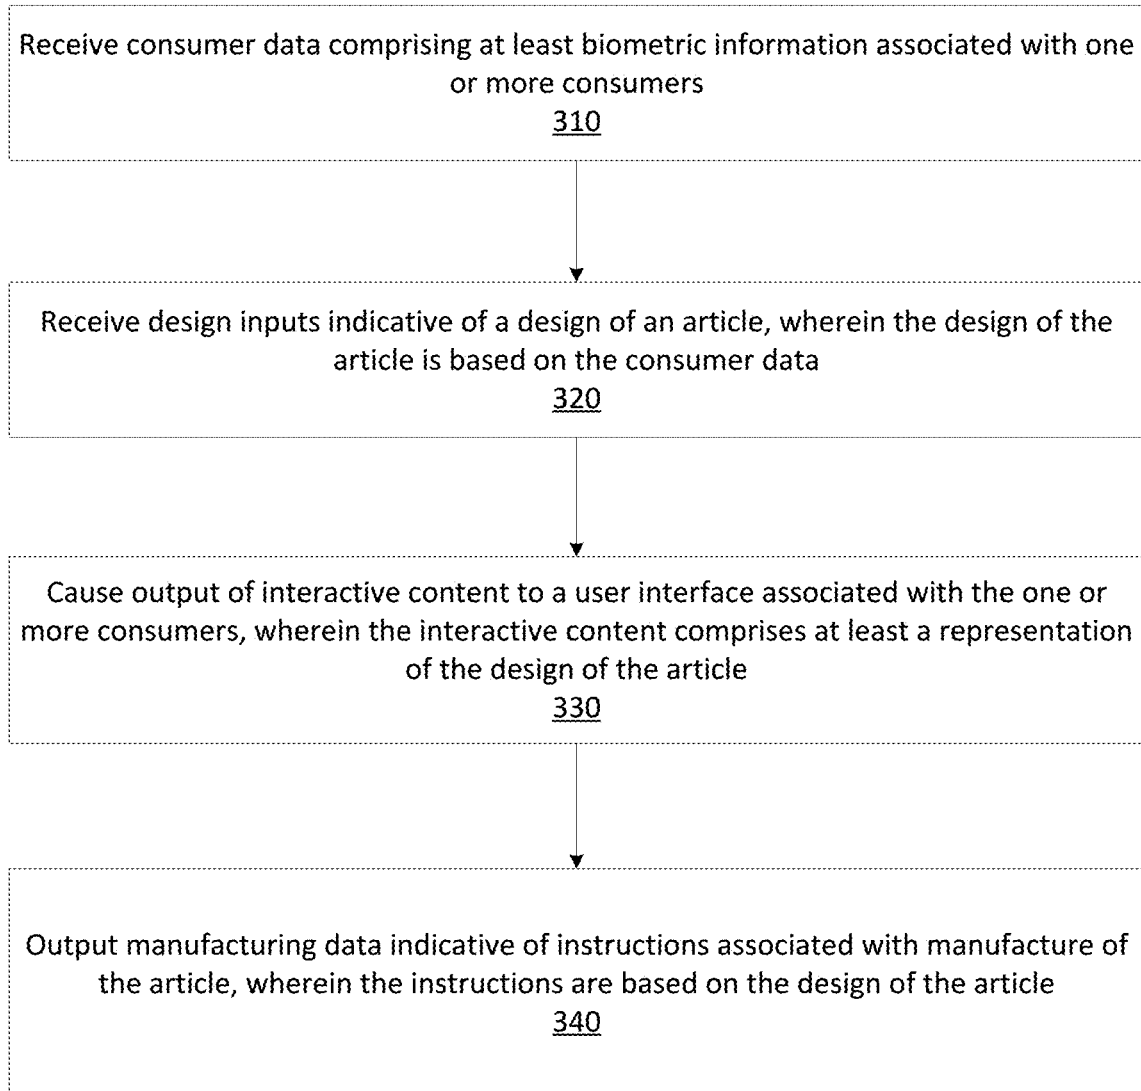 Receive consumer data comprising at least biometric information associated with one
or more consumers
310
Receive design inputs indicative of a design of an article, wherein the design of the
article is based on the consumer data
320
Cause output of interactive content to a user interface associated with the one or
more consumers, wherein the interactive content comprises at least a representation
of the design of the article
330
Output manufacturing data indicative of instructions associated with manufacture of
the article, wherein the instructions are based on the design of the article
340